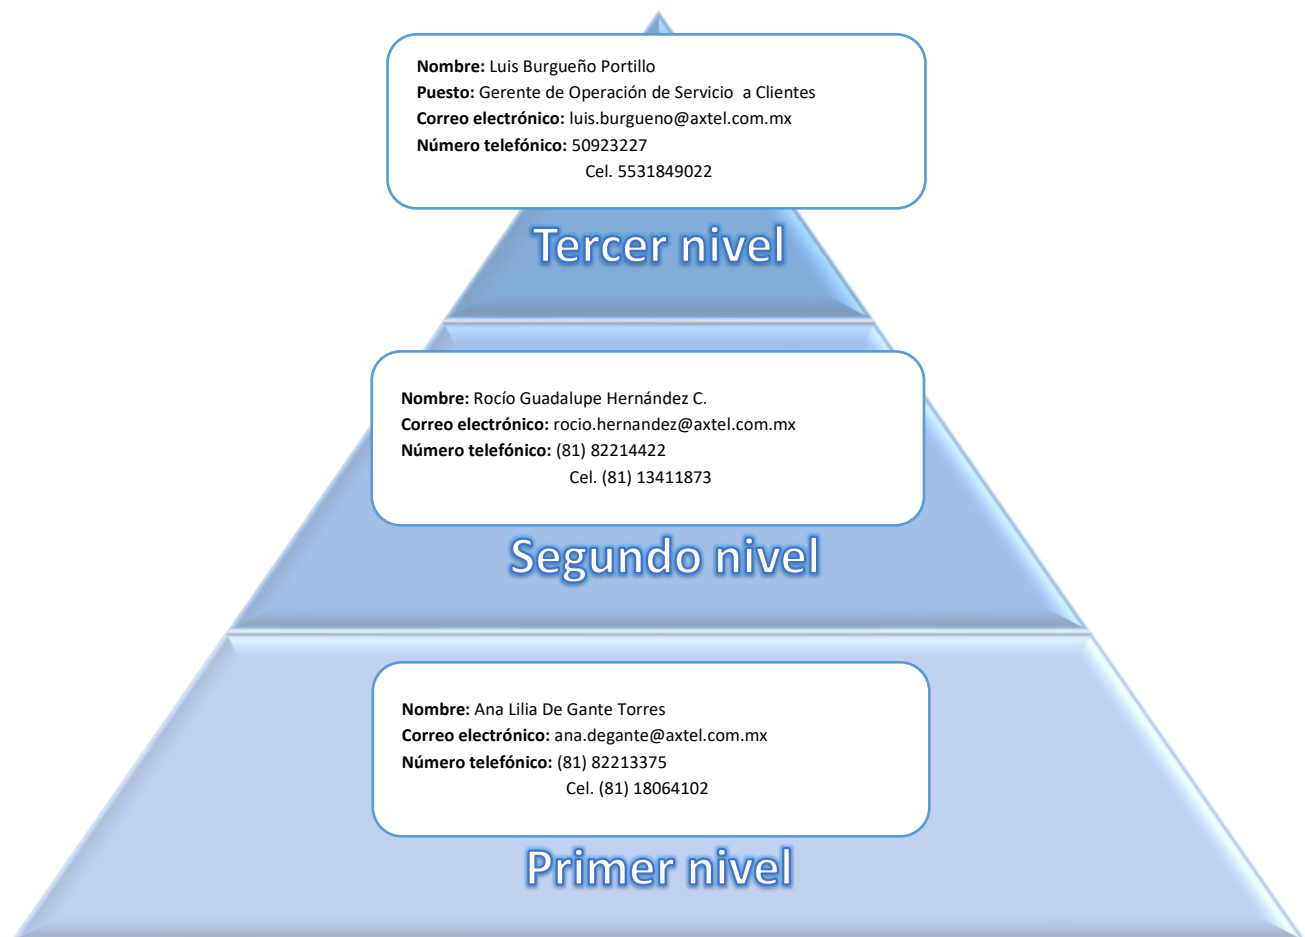 Nombre: Luis Burgueño Portillo
Puesto: Gerente de Operación de Servicio  a Clientes
Correo electrónico: luis.burgueno@axtel.com.mx
Número telefónico: 50923227
Cel. 5531849022
Tercer nivel
Nombre: Rocío Guadalupe Hernández C.
Correo electrónico: rocio.hernandez@axtel.com.mx
Número telefónico: (81) 82214422
Cel. (81) 13411873
Segundo nivel
Nombre: Ana Lilia De Gante Torres
Correo electrónico: ana.degante@axtel.com.mx
Número telefónico: (81) 82213375
Cel. (81) 18064102
Primer nivel